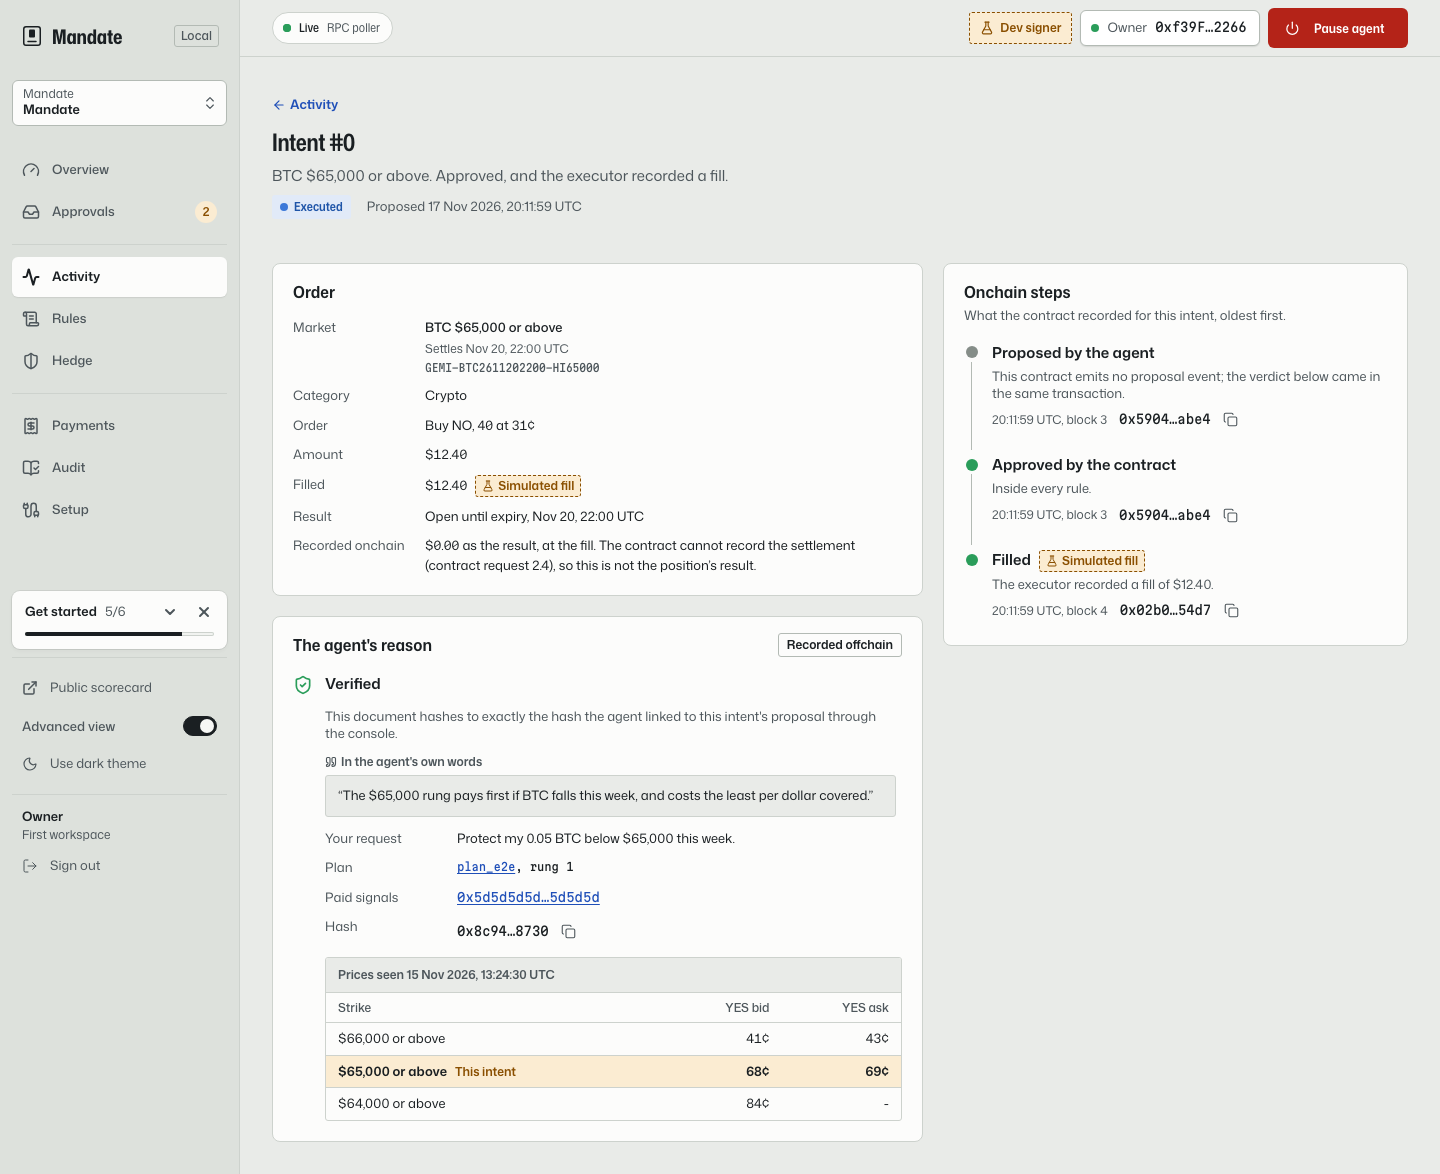 Mandate
Local
Mandate
Mandate
Overview
Approvals 2
Activity
Rules
Hedge
Payments
Audit
Setup
Get started 5/6
Public scorecard
Advanced view
Use dark theme
Owner
First workspace
Sign out
Live RPC poller
Dev signer
Owner 0xf39F…2266
Pause agent
← Activity
Intent #0
BTC $65,000 or above. Approved, and the executor recorded a fill.
Executed Proposed 17 Nov 2026, 20:11:59 UTC
Order
Market BTC $65,000 or above
Settles Nov 20, 22:00 UTC
GEMI-BTC2611202200-HI65000
Category Crypto
Order Buy NO, 40 at 31¢
Amount $12.40
Filled $12.40 Simulated fill
Result Open until expiry, Nov 20, 22:00 UTC
Recorded onchain $0.00 as the result, at the fill. The contract cannot record the settlement
(contract request 2.4), so this is not the position's result.
The agent's reason
Recorded offchain
Verified
This document hashes to exactly the hash the agent linked to this intent's proposal through
the console.
In the agent's own words
“The $65,000 rung pays first if BTC falls this week, and costs the least per dollar covered.”
Your request Protect my 0.05 BTC below $65,000 this week.
Plan plan_e2e, rung 1
Paid signals 0x5d5d5d5d…5d5d5d
Hash 0x8c94…8730
Prices seen 15 Nov 2026, 13:24:30 UTC
Strike YES bid YES ask
$66,000 or above 41¢ 43¢
$65,000 or above This intent 68¢ 69¢
$64,000 or above 84¢ -
Onchain steps
What the contract recorded for this intent, oldest first.
Proposed by the agent
This contract emits no proposal event; the verdict below came in
the same transaction.
20:11:59 UTC, block 3 0x5904…abe4
Approved by the contract
Inside every rule.
20:11:59 UTC, block 3 0x5904…abe4
Filled Simulated fill
The executor recorded a fill of $12.40.
20:11:59 UTC, block 4 0x02b0…54d7